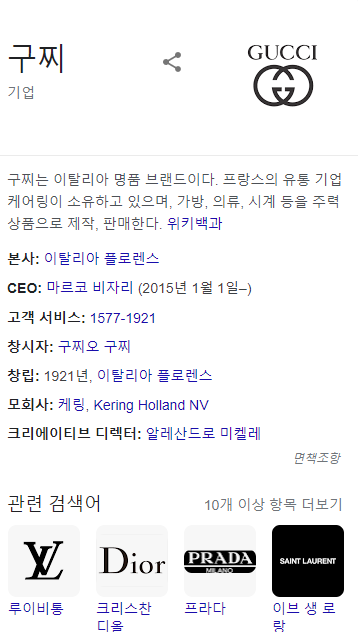 구찌
기업
GUCCI
구찌는 이탈리아 명품 브랜드이다. 프랑스의 유통 기업
케어링이 소유하고 있으며, 가방, 의류, 시계 등을 주력
상품으로 제작, 판매한다. 위키백과
본사: 이탈리아 플로렌스
CEO: 마르코 비자리 (2015년 1월 1일–)
고객 서비스: 1577-1921
창시자: 구찌오 구찌
창립: 1921년, 이탈리아 플로렌스
모회사: 케링, Kering Holland NV
크리에이티브 디렉터: 알레산드로 미켈레
면책조항
관련 검색어
10개 이상 항목 더보기
LV
Dior
PRADA
MILANO
SAINT LAURENT
루이비통
크리스찬
디올
프라다
이브 생 로
랑